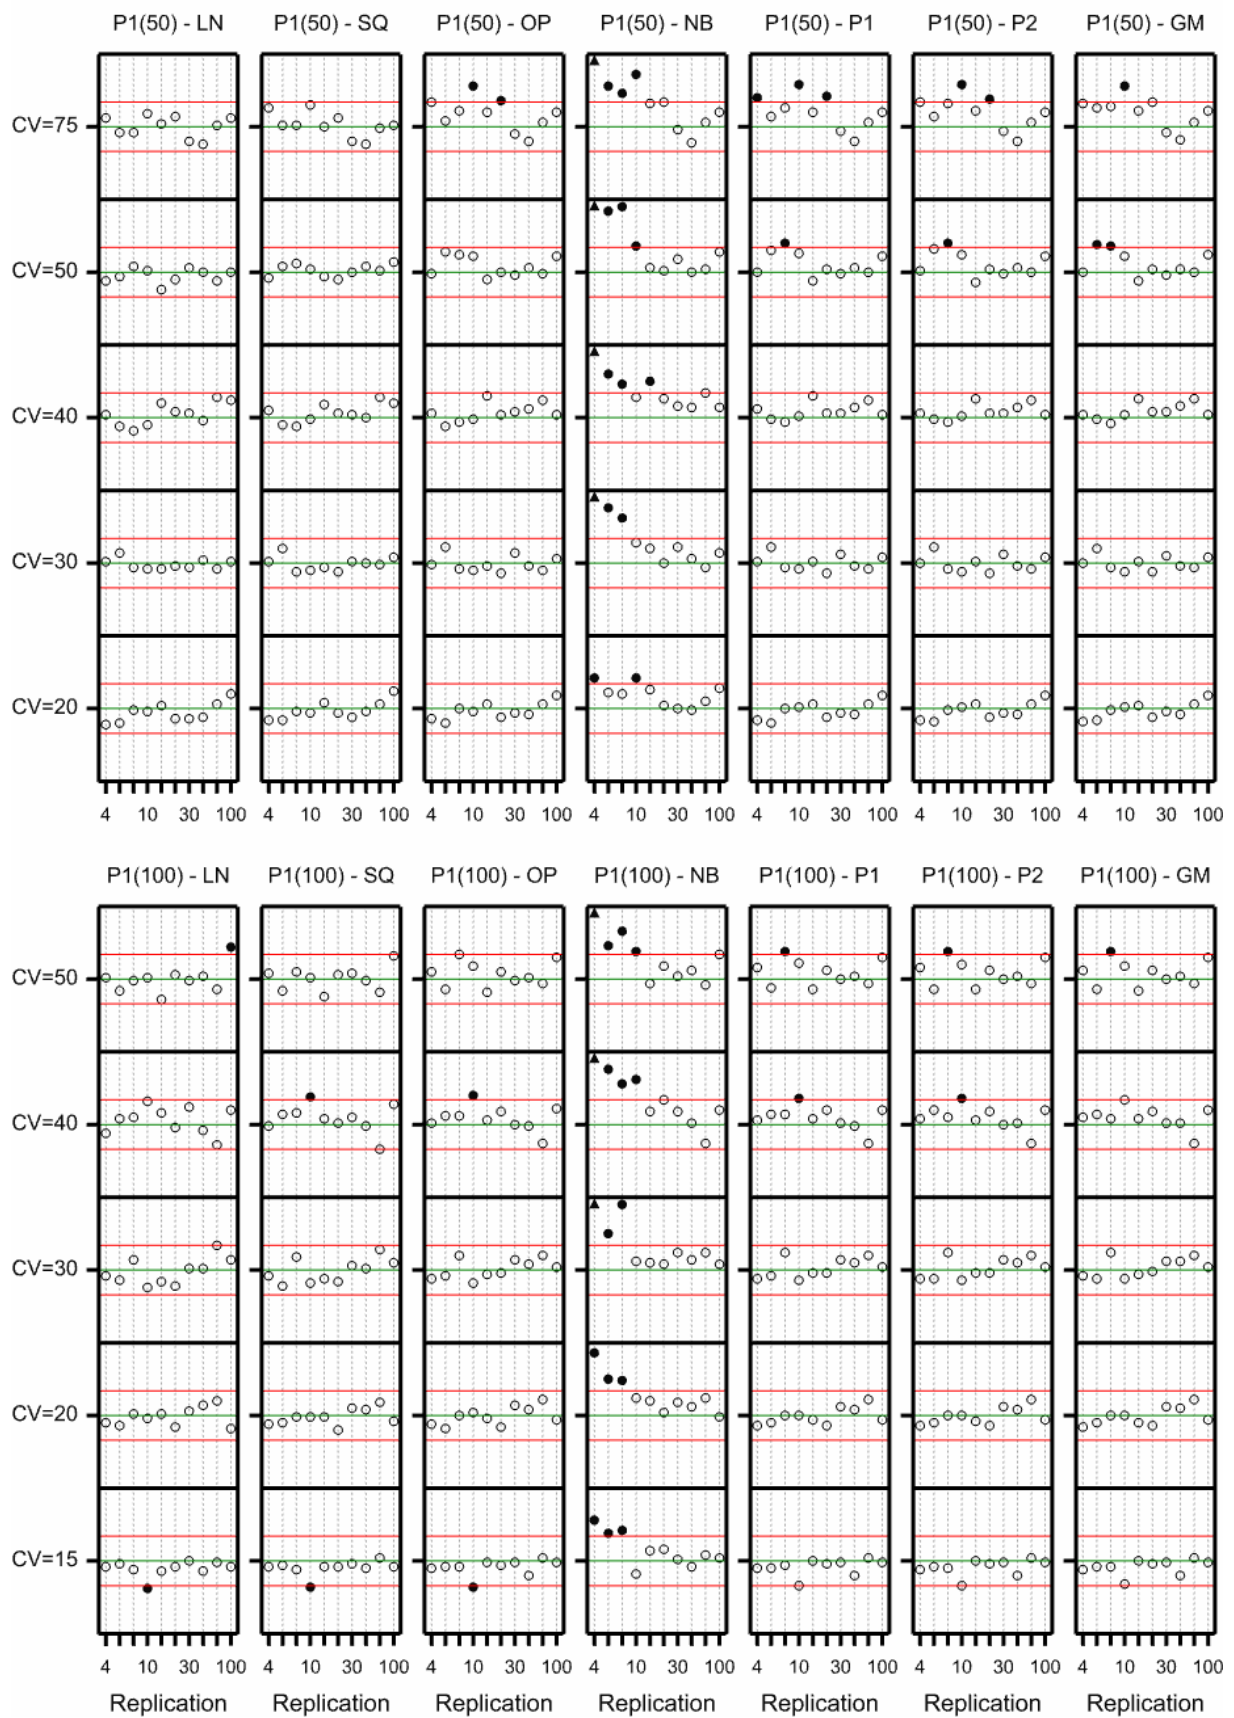 P1(50) - LN P1(50) - SQ P1(50) - OP P1(50) - NB P1(50) - P1 P1(50) - P2 P1(50) - GM
CV=75
CV=50
CV=40
CV=30
CV=20
4 10 30 100 4 10 30 100 4 10 30 100 4 10 30 100 4 10 30 100 4 10 30 100 4 10 30 100
P1(100) - LN P1(100) - SQ P1(100) - OP P1(100) - NB P1(100) - P1 P1(100) - P2 P1(100) - GM
CV=50
CV=40
CV=30
CV=20
CV=15
4 10 30 100 4 10 30 100 4 10 30 100 4 10 30 100 4 10 30 100 4 10 30 100 4 10 30 100
Replication Replication Replication Replication Replication Replication Replication